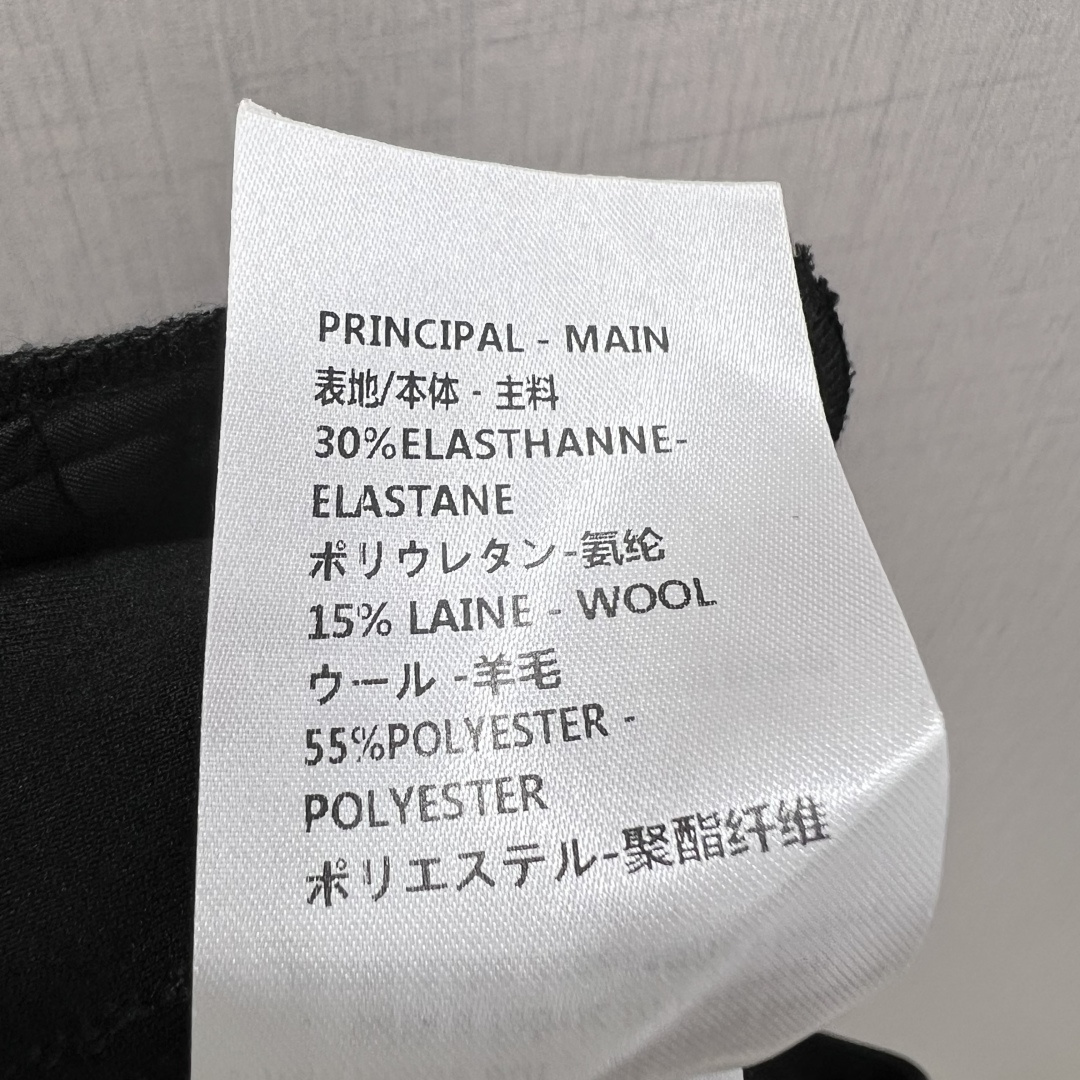 PRINCIPAL - MAIN
表地/本体 - 主料
30%ELASTHANNE-
ELASTANE
ポリウレタン-氨纶
15% LAINE - WOOL
ウール -羊毛
55%POLYESTER -
POLYESTER
ポリエステル-聚酯纤维